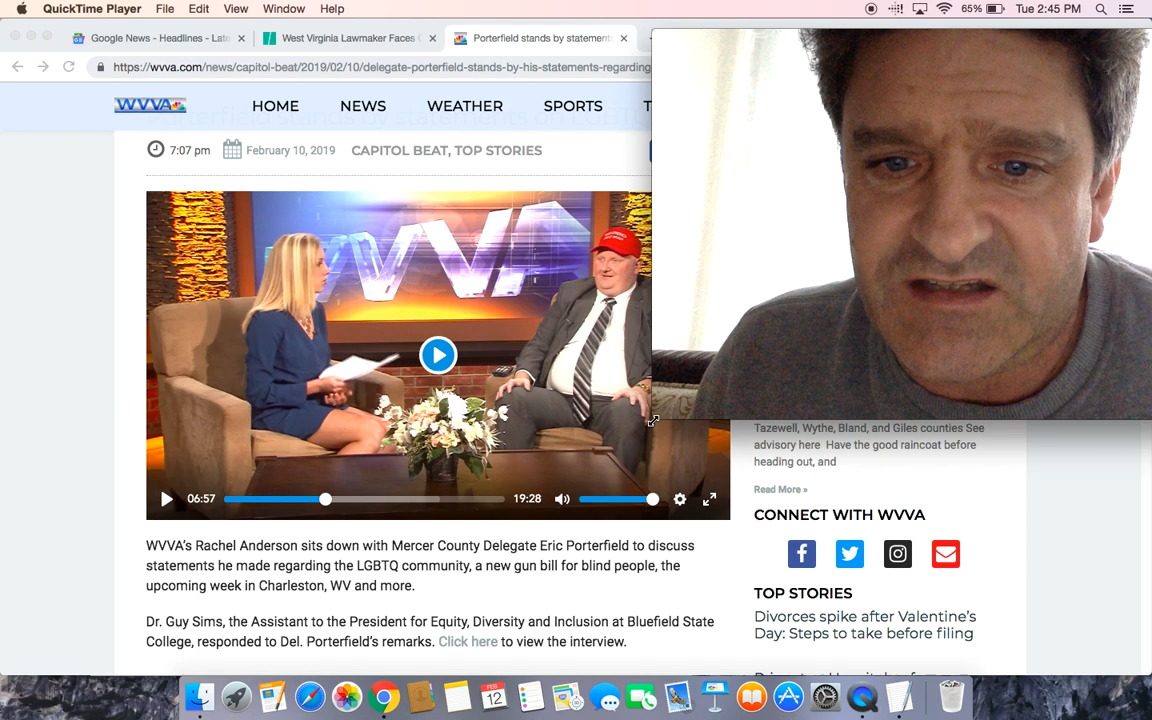 QuickTime Player File Edit View Window Help 65% Tue 2:45 PM
Google News - Headlines - Late
West Virginia Lawmaker Faces
Porterfield stands by statement
https://wvva.com/news/capitol-beat/2019/02/10/delegate-porterfield-stands-by-his-statements-regarding
WVVA HOME NEWS WEATHER SPORTS
7:07 pm February 10, 2019 CAPITOL BEAT, TOP STORIES
06:57 19:28
WVVA's Rachel Anderson sits down with Mercer County Delegate Eric Porterfield to discuss
statements he made regarding the LGBTQ community, a new gun bill for blind people, the
upcoming week in Charleston, WV and more.
Dr. Guy Sims, the Assistant to the President for Equity, Diversity and Inclusion at Bluefield State
College, responded to Del. Porterfield's remarks. Click here to view the interview.
Tazewell, Wythe, Bland, and Giles counties See
advisory here Have the good raincoat before
heading out, and
Read More »
CONNECT WITH WVVA
TOP STORIES
Divorces spike after Valentine's
Day: Steps to take before filing
FEB
12